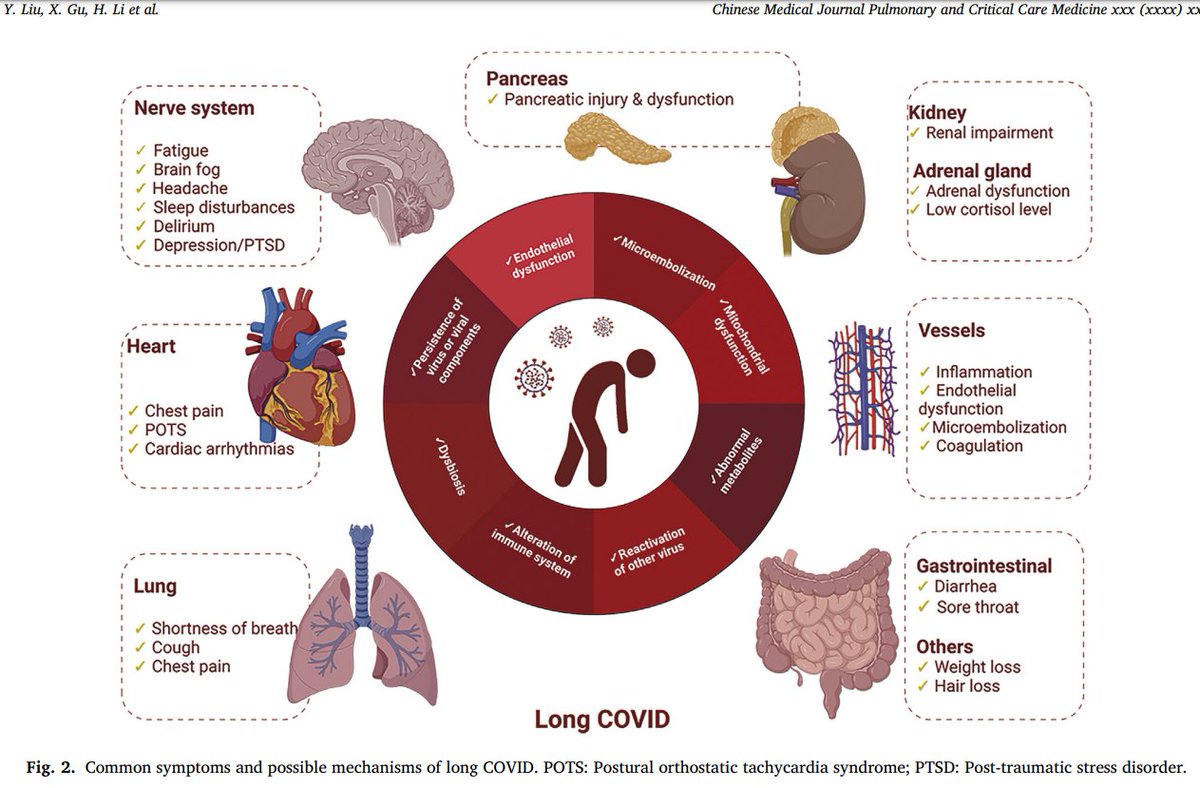 Y. Liu, X. Gu, H. Li et al.
Chinese Medical Journal Pulmonary and Critical Care Medicine xxx (xxxx) xx
Nerve system
✓ Fatigue
✓ Brain fog
✓ Headache
✓ Sleep disturbances
✓ Delirium
✓ Depression/PTSD
Pancreas
✓ Pancreatic injury & dysfunction
Kidney
✓ Renal impairment
Adrenal gland
✓ Adrenal dysfunction
✓ Low cortisol level
Heart
✓ Chest pain
✓ POTS
✓ Cardiac arrhythmias
✓Endothelial
dysfunction
✓Microembolization
✓Mitochondrial
dysfunction
✓Abnormal
metabolites
✓Reactivation
of other virus
✓Alteration of
immune system
✓Dysbiosis
✓Persistence of
virus or viral
components
Vessels
✓ Inflammation
✓ Endothelial
dysfunction
✓Microembolization
✓ Coagulation
Lung
✓ Shortness of breath
✓ Cough
✓ Chest pain
Gastrointestinal
✓ Diarrhea
✓ Sore throat
Others
✓ Weight loss
✓ Hair loss
Long COVID
Fig. 2. Common symptoms and possible mechanisms of long COVID. POTS: Postural orthostatic tachycardia syndrome; PTSD: Post-traumatic stress disorder.